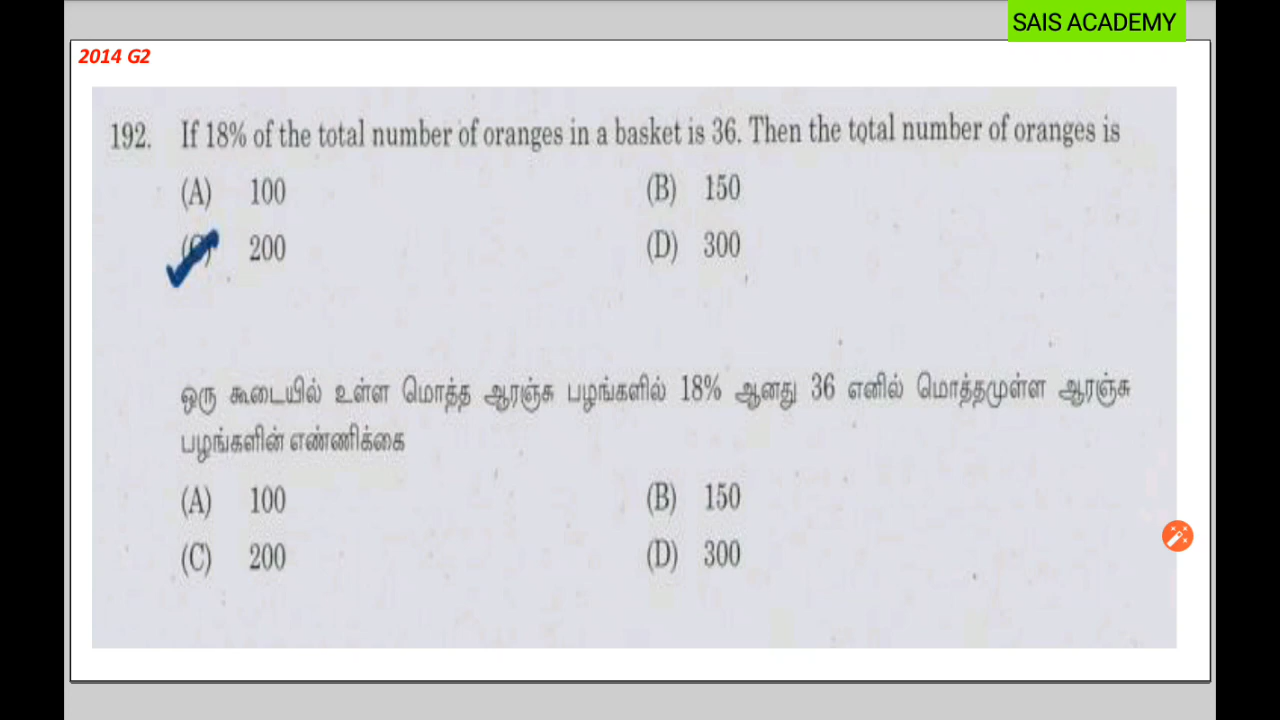 SAIS ACADEMY
2014 G2
192. If 18% of the total number of oranges in a basket is 36. Then the total number of oranges is
(A) 100 (B) 150
(C) 200 (D) 300
ஒரு கூடையில் உள்ள மொத்த ஆரஞ்சு பழங்களில் 18% ஆனது 36 எனில் மொத்தமுள்ள ஆரஞ்சு
பழங்களின் எண்ணிக்கை
(A) 100 (B) 150
(C) 200 (D) 300